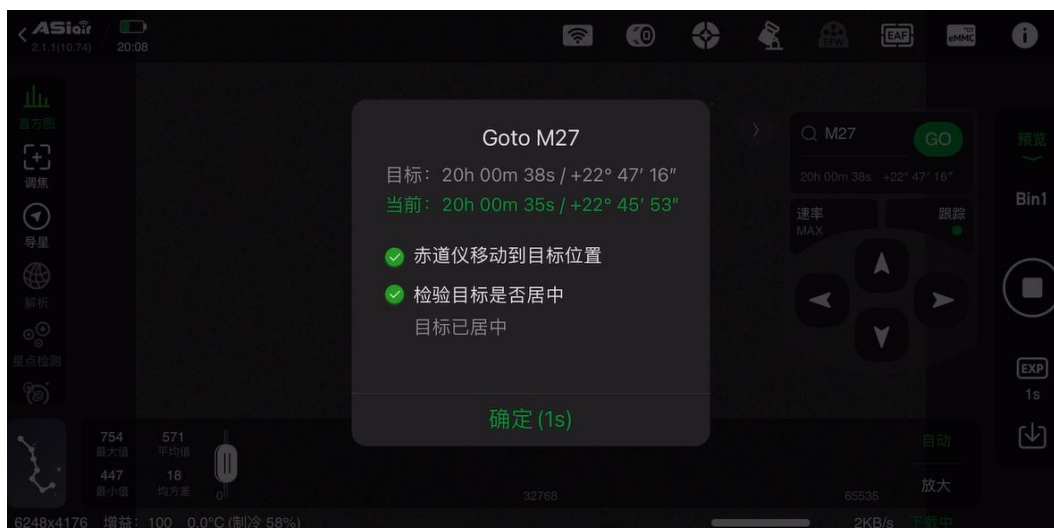 ASiair
2.1.1(10.74)
20:08
EFW
EAF
eMMC
直方图
调焦
导星
解析
星点检测
Goto M27
目标: 20h 00m 38s / +22° 47′ 16″
当前: 20h 00m 35s / +22° 45′ 53″
赤道仪移动到目标位置
检验目标是否居中
目标已居中
确定(1s)
M27
GO
20h 00m 38s +22° 47′ 16″
速率
MAX
跟踪
预览
Bin1
EXP
1s
754
最大值
571
平均值
447
最小值
18
均方差
0
32768
65535
自动
放大
6248x4176 增益: 100 0.0°C (制冷 58%)
2KB/s 下载中